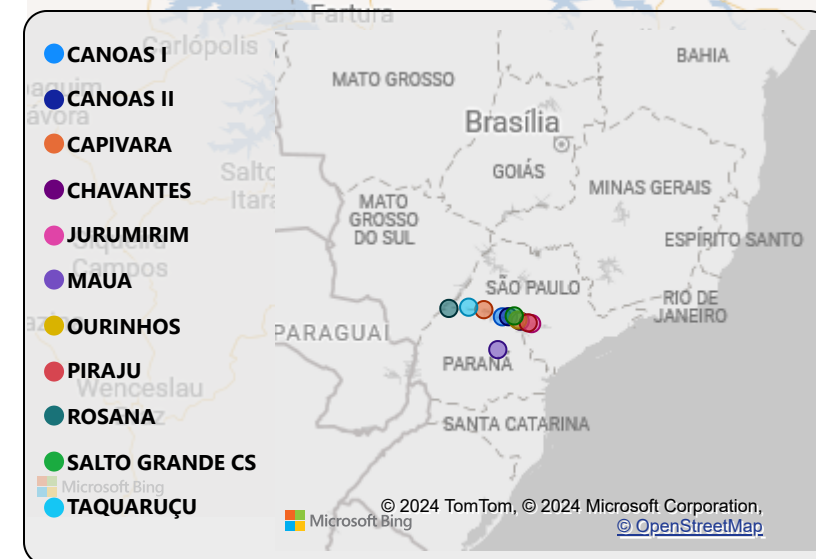 Fartura
Carlópolis
CANOAS I
CANOAS II
CAPIVARA
CHAVANTES
JURUMIRIM
MAUA
OURINHOS
PIRAJU
ROSANA
SALTO GRANDE CS
TAQUARUÇU
Salto
Campos
Wenceslau
Microsoft Bing
MATO GROSSO
BAHIA
Brasília
GOIÁS
MINAS GERAIS
MATO
GROSSO
DO SUL
ESPÍRITO SANTO
SÃO PAULO
RIO DE
JANEIRO
PARAGUAI
PARANÁ
SANTA CATARINA
© 2024 TomTom, © 2024 Microsoft Corporation,
Microsoft Bing
© OpenStreetMap